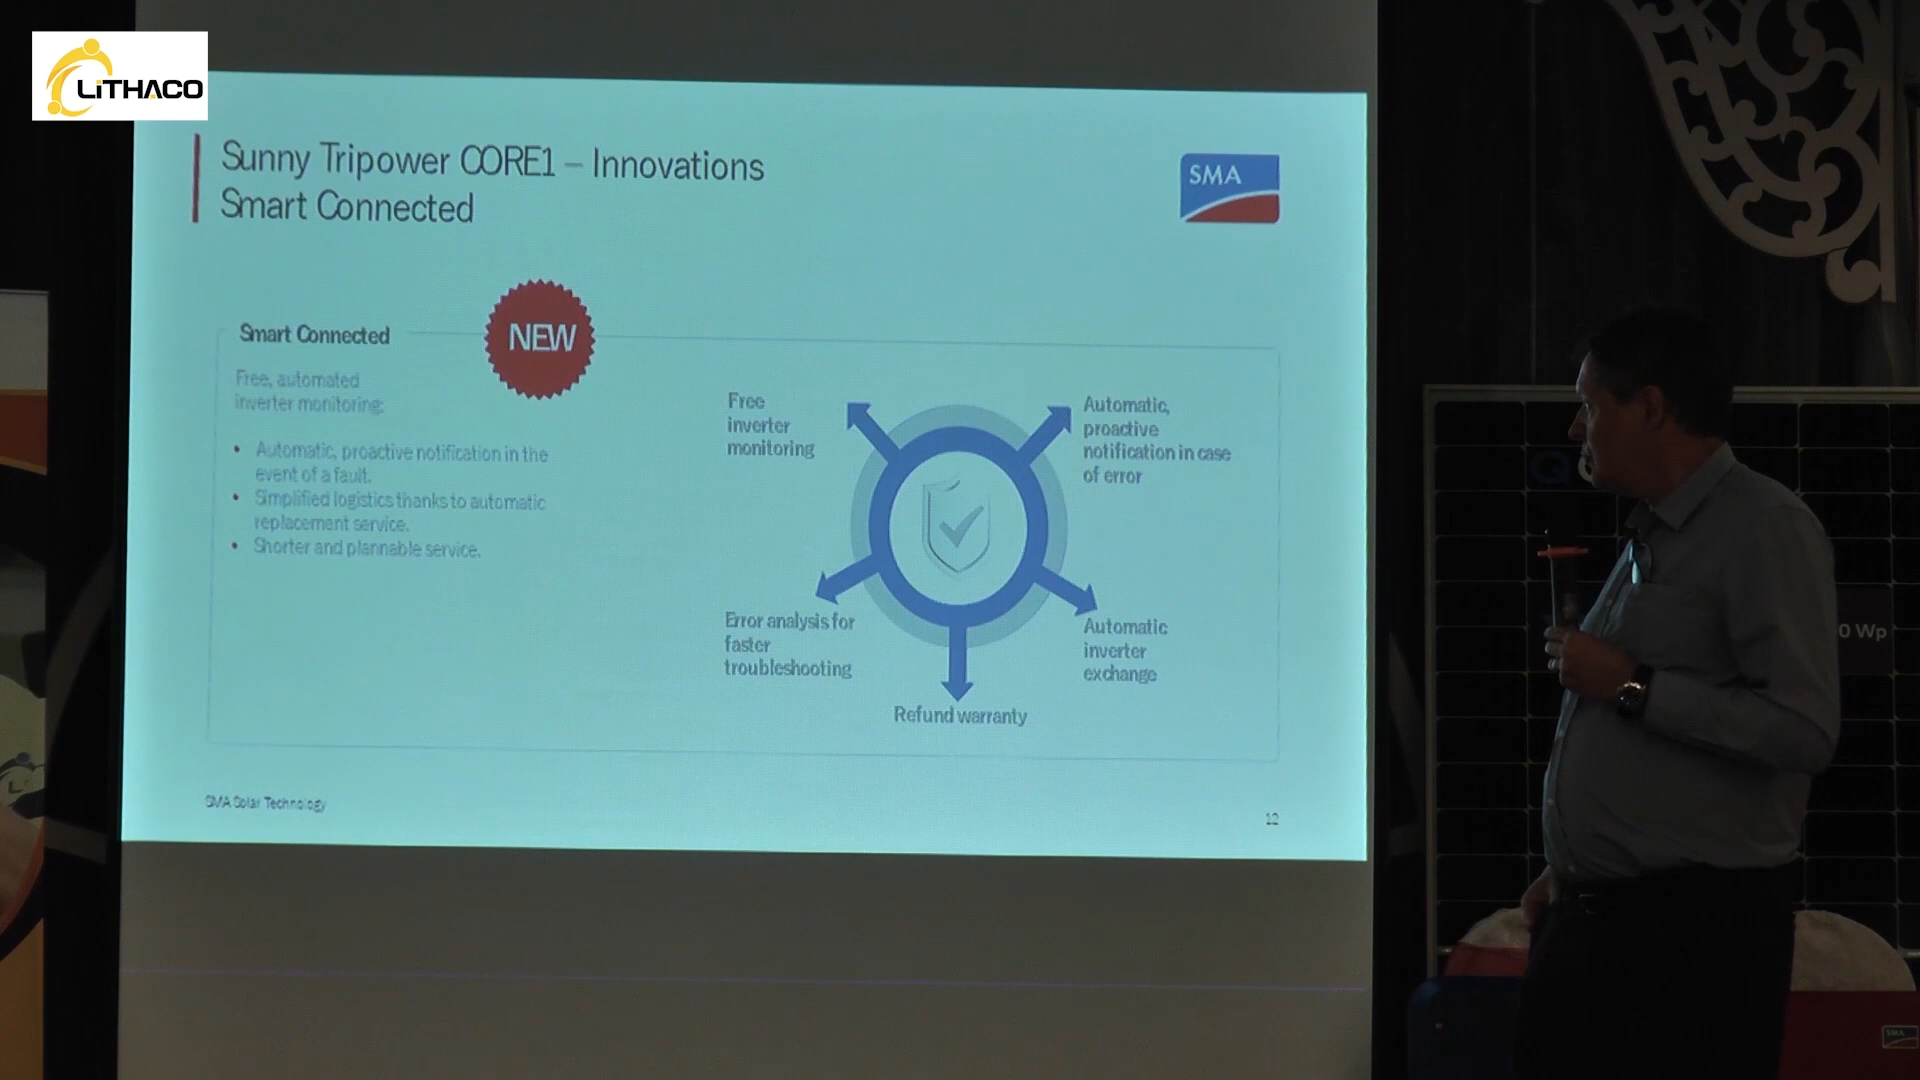 LiTHACO
Sunny Tripower CORE1 – Innovations
Smart Connected
SMA
NEW
Smart Connected
Free, automated
inverter monitoring:
• Automatic, proactive notification in the
event of a fault.
• Simplified logistics thanks to automatic
replacement service.
• Shorter and plannable service.
Free
inverter
monitoring
Automatic,
proactive
notification in case
of error
Error analysis for
faster
troubleshooting
Automatic
inverter
exchange
Refund warranty
SMA Solar Technology
12
0 Wp
SMA